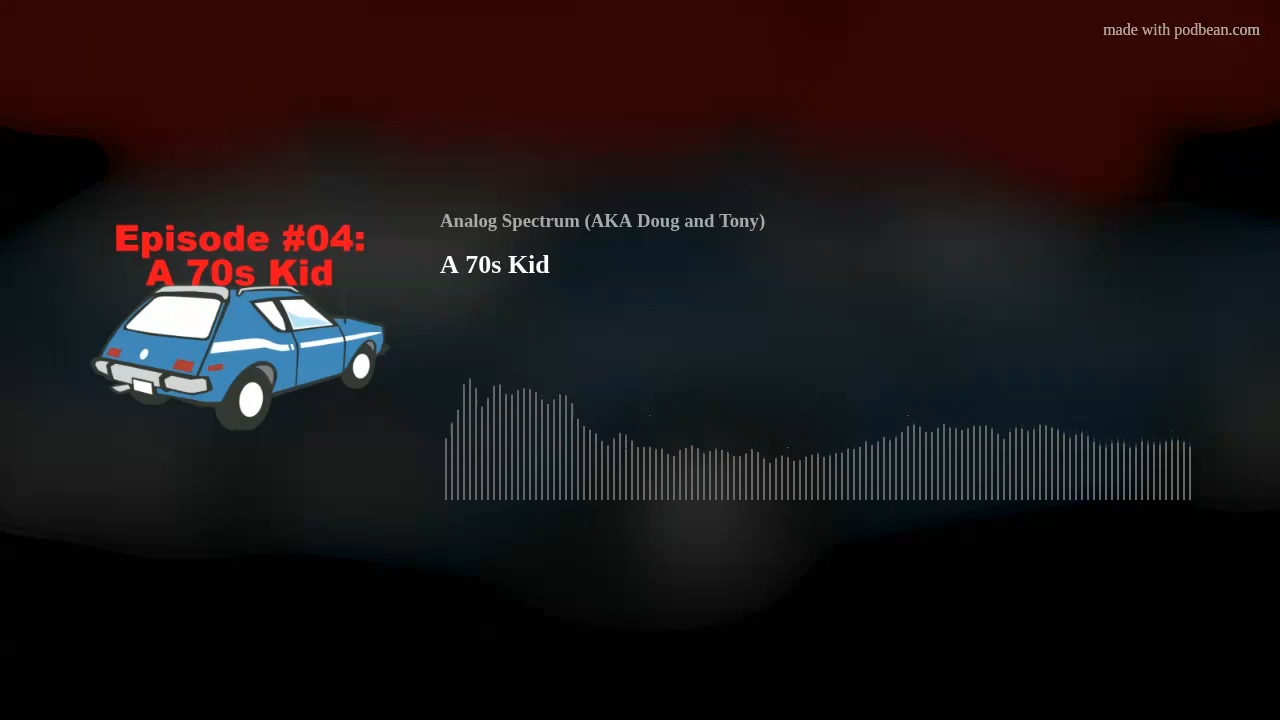 made with podbean.com
Episode #04:
A 70s Kid
Analog Spectrum (AKA Doug and Tony)
A 70s Kid